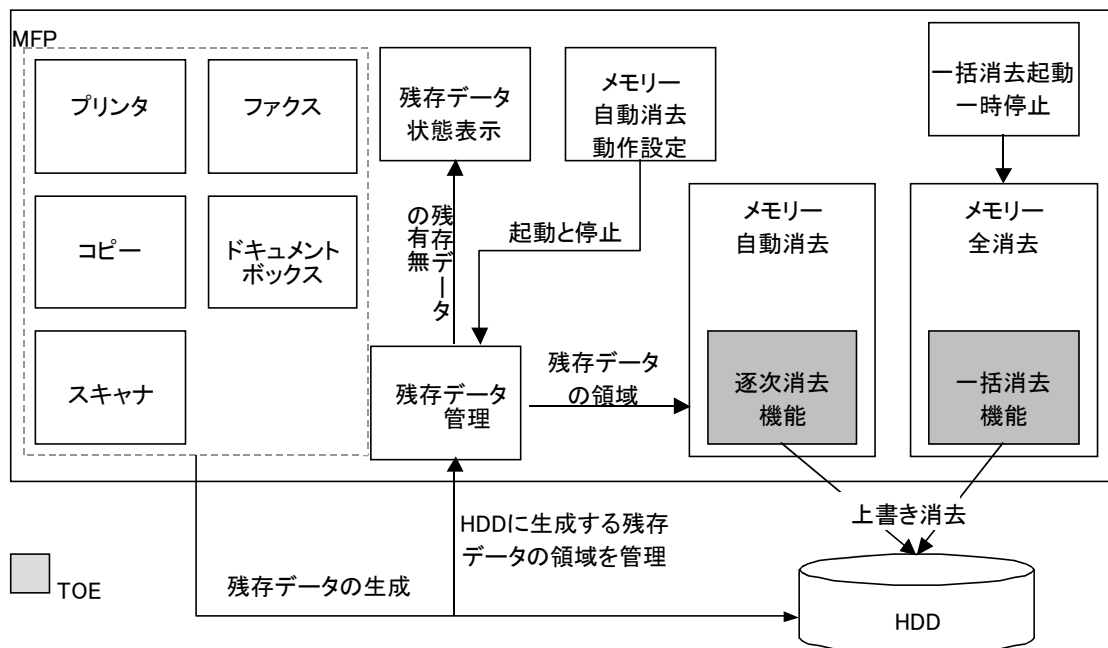 MFP
プリンタ
ファクス
コピー
ドキュメント
ボックス
スキャナ
残存データ
状態表示
メモリー
自動消去
動作設定
一括消去起動
一時停止
残存データ
の有無
起動と停止
残存データ
管理
残存データ
の領域
メモリー
自動消去
逐次消去
機能
メモリー
全消去
一括消去
機能
上書き消去
HDDに生成する残存
データの領域を管理
残存データの生成
TOE
HDD